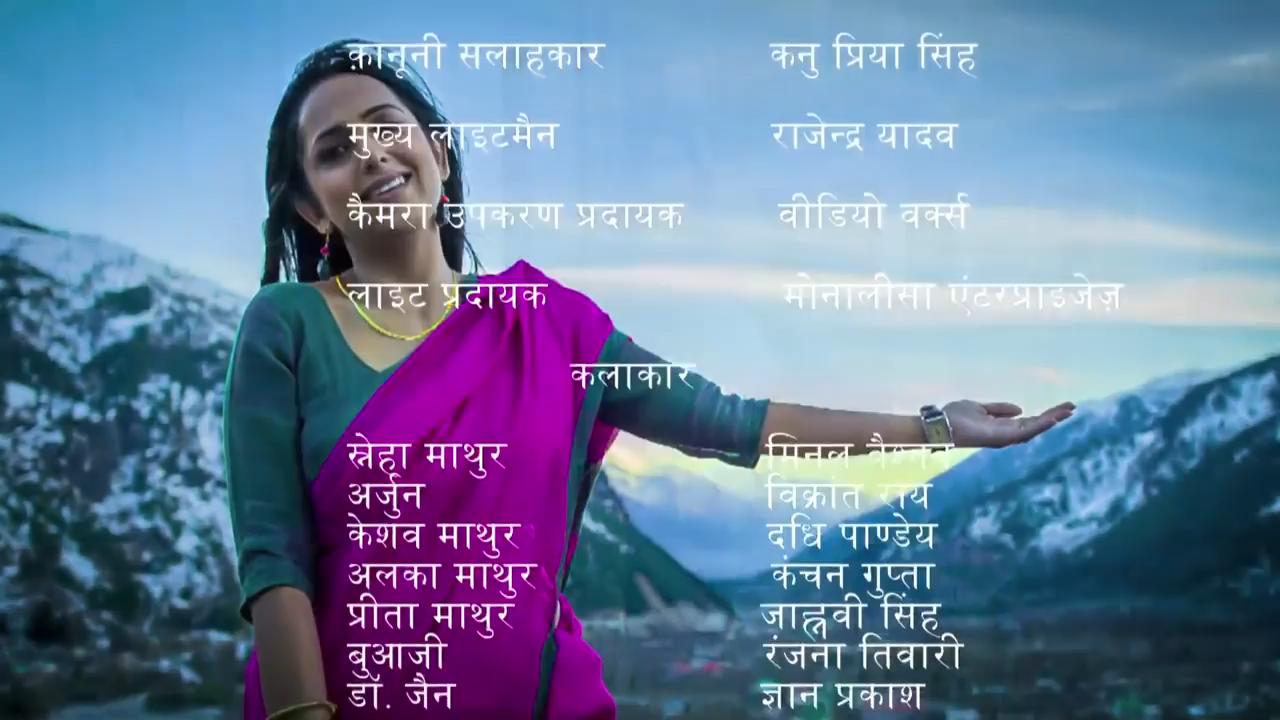 क़ानूनी सलाहकार कनु प्रिया सिंह
मुख्य लाइटमैन राजेन्द्र यादव
कैमरा उपकरण प्रदायक वीडियो वर्क्स
लाइट प्रदायक मोनालीसा एंटरप्राइजेज़
कलाकार
स्नेहा माथुर मिनल वैश्नव
अर्जुन विक्रांत राय
केशव माथुर दधि पाण्डेय
अलका माथुर कंचन गुप्ता
प्रीता माथुर जाह्नवी सिंह
बुआजी रंजना तिवारी
डॉ. जैन ज्ञान प्रकाश